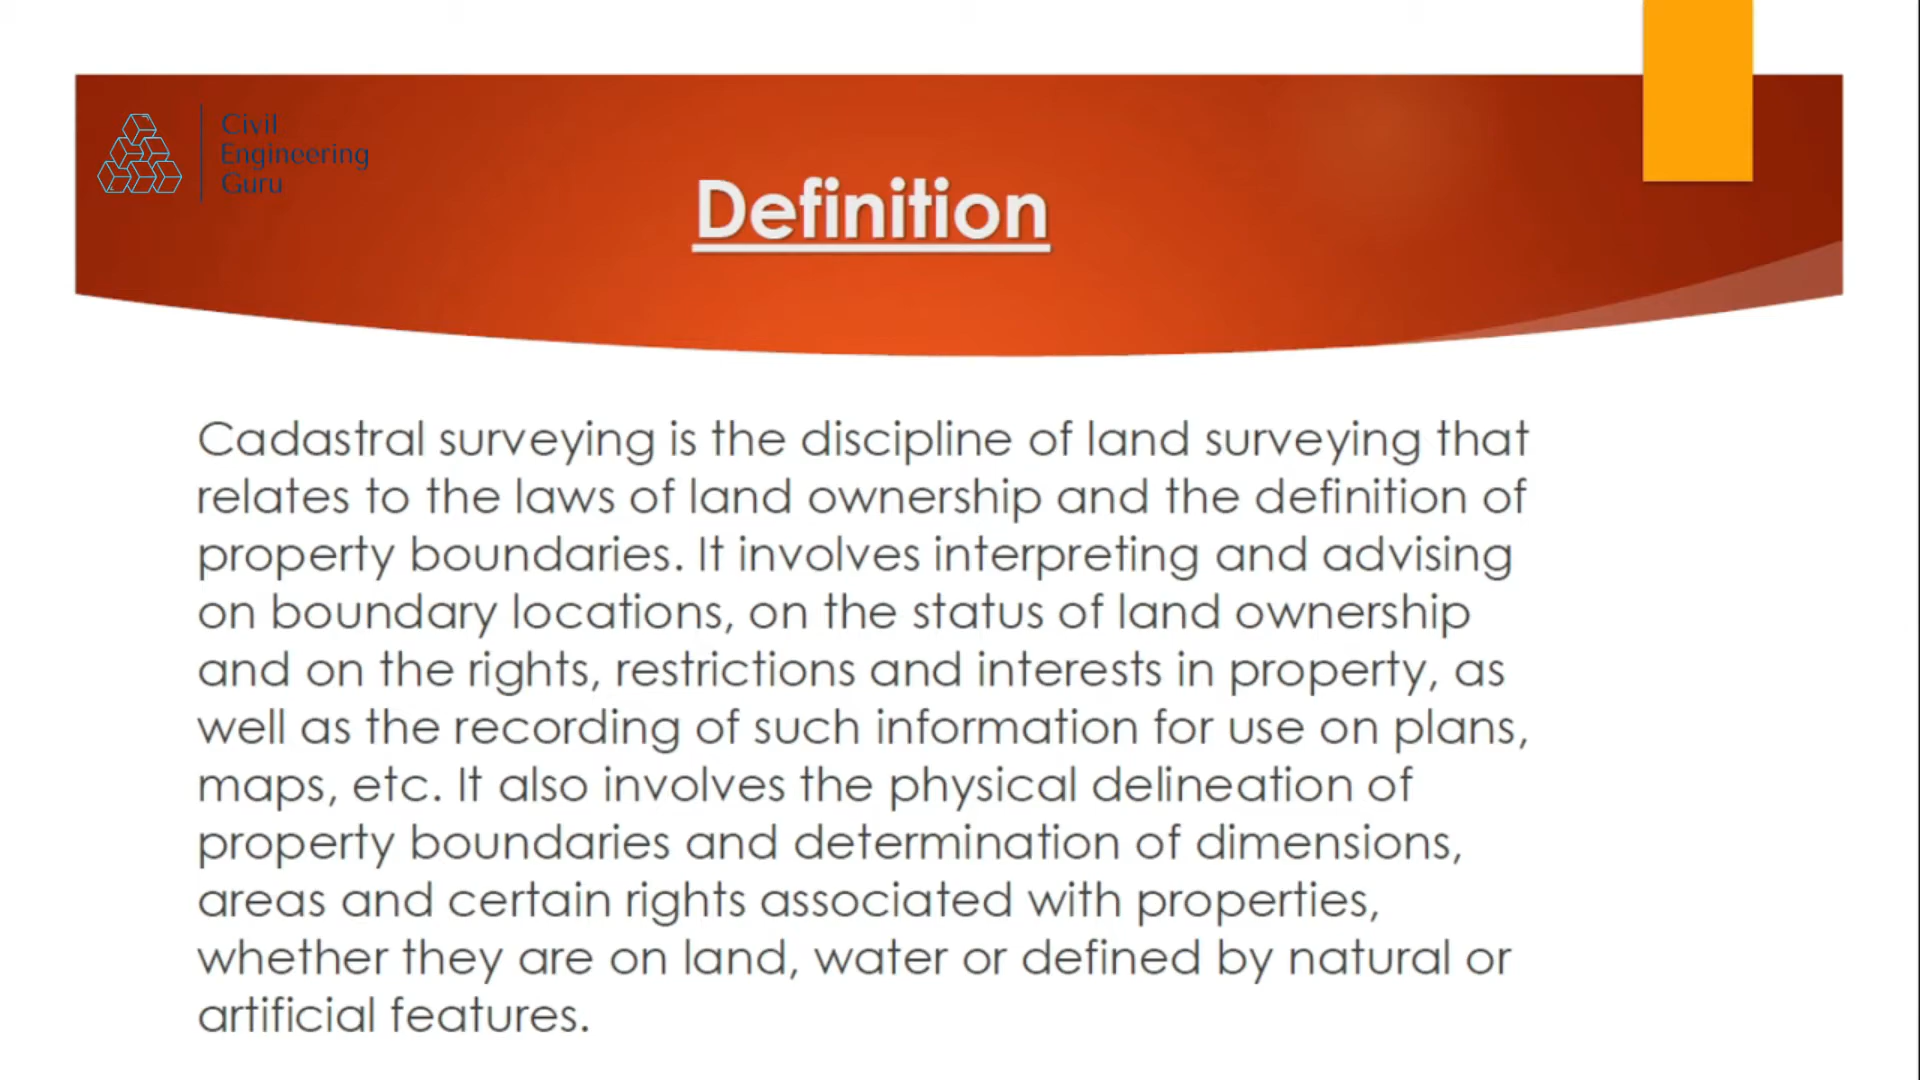 Civil
Engineering
Guru
Definition
Cadastral surveying is the discipline of land surveying that
relates to the laws of land ownership and the definition of
property boundaries. It involves interpreting and advising
on boundary locations, on the status of land ownership
and on the rights, restrictions and interests in property, as
well as the recording of such information for use on plans,
maps, etc. It also involves the physical delineation of
property boundaries and determination of dimensions,
areas and certain rights associated with properties,
whether they are on land, water or defined by natural or
artificial features.